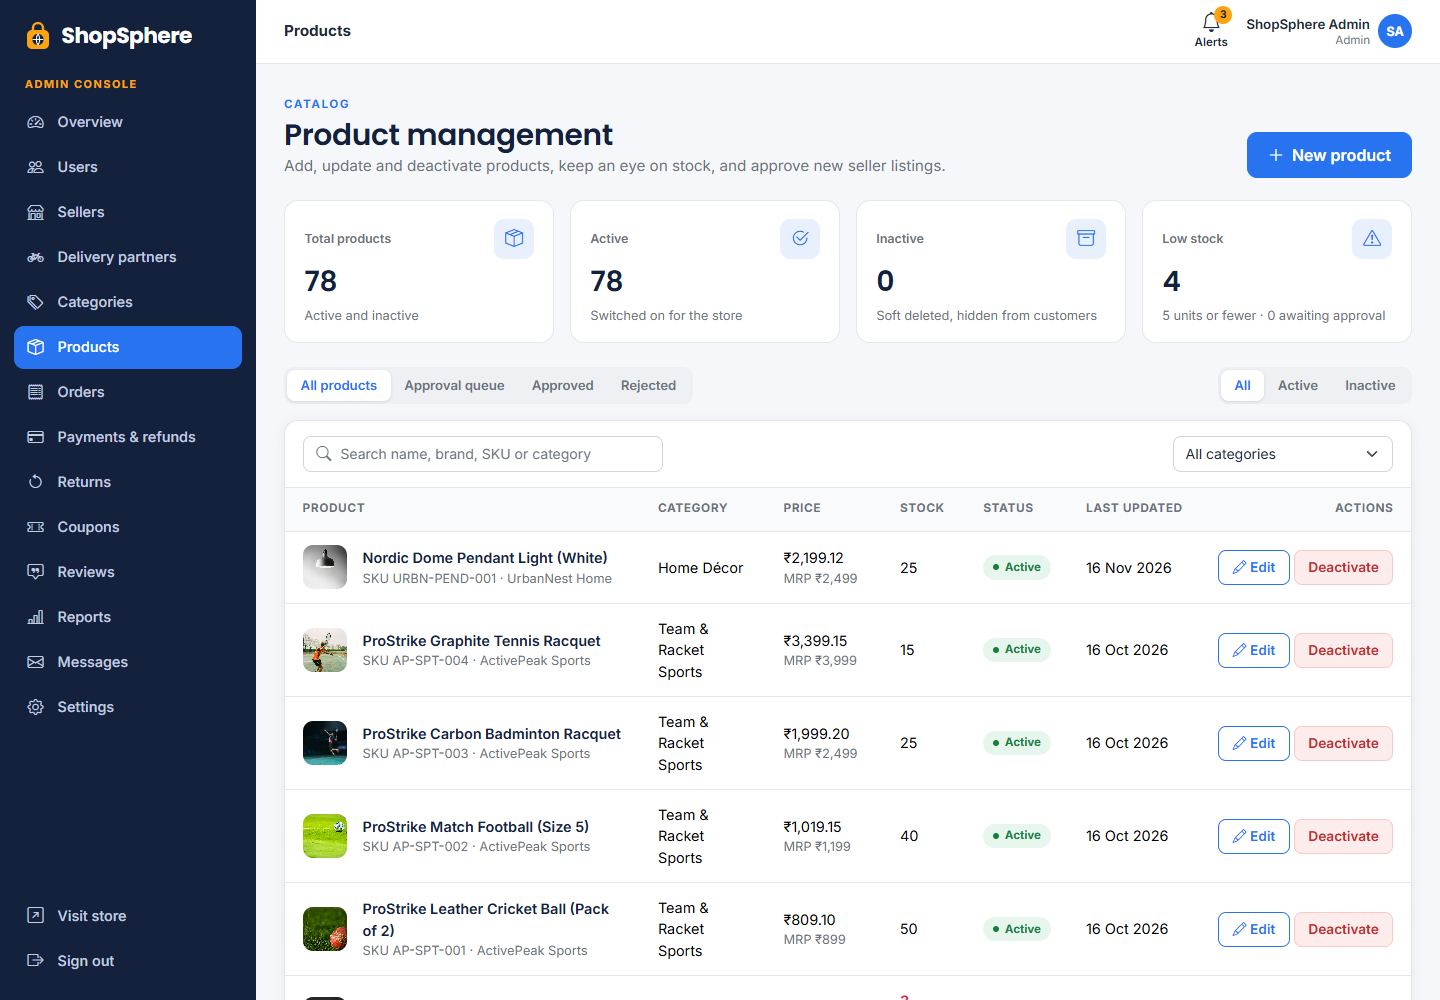 ShopSphere
ADMIN CONSOLE
Overview
Users
Sellers
Delivery partners
Categories
Products
Orders
Payments & refunds
Returns
Coupons
Reviews
Reports
Messages
Settings
Visit store
Sign out
Products
3
Alerts
ShopSphere Admin
Admin
SA
CATALOG
Product management
Add, update and deactivate products, keep an eye on stock, and approve new seller listings.
New product
Total products
78
Active and inactive
Active
78
Switched on for the store
Inactive
0
Soft deleted, hidden from customers
Low stock
4
5 units or fewer · 0 awaiting approval
All products Approval queue Approved Rejected
All Active Inactive
Search name, brand, SKU or category
All categories
PRODUCT CATEGORY PRICE STOCK STATUS LAST UPDATED ACTIONS
Nordic Dome Pendant Light (White)
SKU URBN-PEND-001 · UrbanNest Home
Home Décor
₹2,199.12
MRP ₹2,499
25
Active
16 Nov 2026
Edit
Deactivate
ProStrike Graphite Tennis Racquet
SKU AP-SPT-004 · ActivePeak Sports
Team &
Racket
Sports
₹3,399.15
MRP ₹3,999
15
Active
16 Oct 2026
Edit
Deactivate
ProStrike Carbon Badminton Racquet
SKU AP-SPT-003 · ActivePeak Sports
Team &
Racket
Sports
₹1,999.20
MRP ₹2,499
25
Active
16 Oct 2026
Edit
Deactivate
ProStrike Match Football (Size 5)
SKU AP-SPT-002 · ActivePeak Sports
Team &
Racket
Sports
₹1,019.15
MRP ₹1,199
40
Active
16 Oct 2026
Edit
Deactivate
ProStrike Leather Cricket Ball (Pack
of 2)
SKU AP-SPT-001 · ActivePeak Sports
Team &
Racket
Sports
₹809.10
MRP ₹899
50
Active
16 Oct 2026
Edit
Deactivate